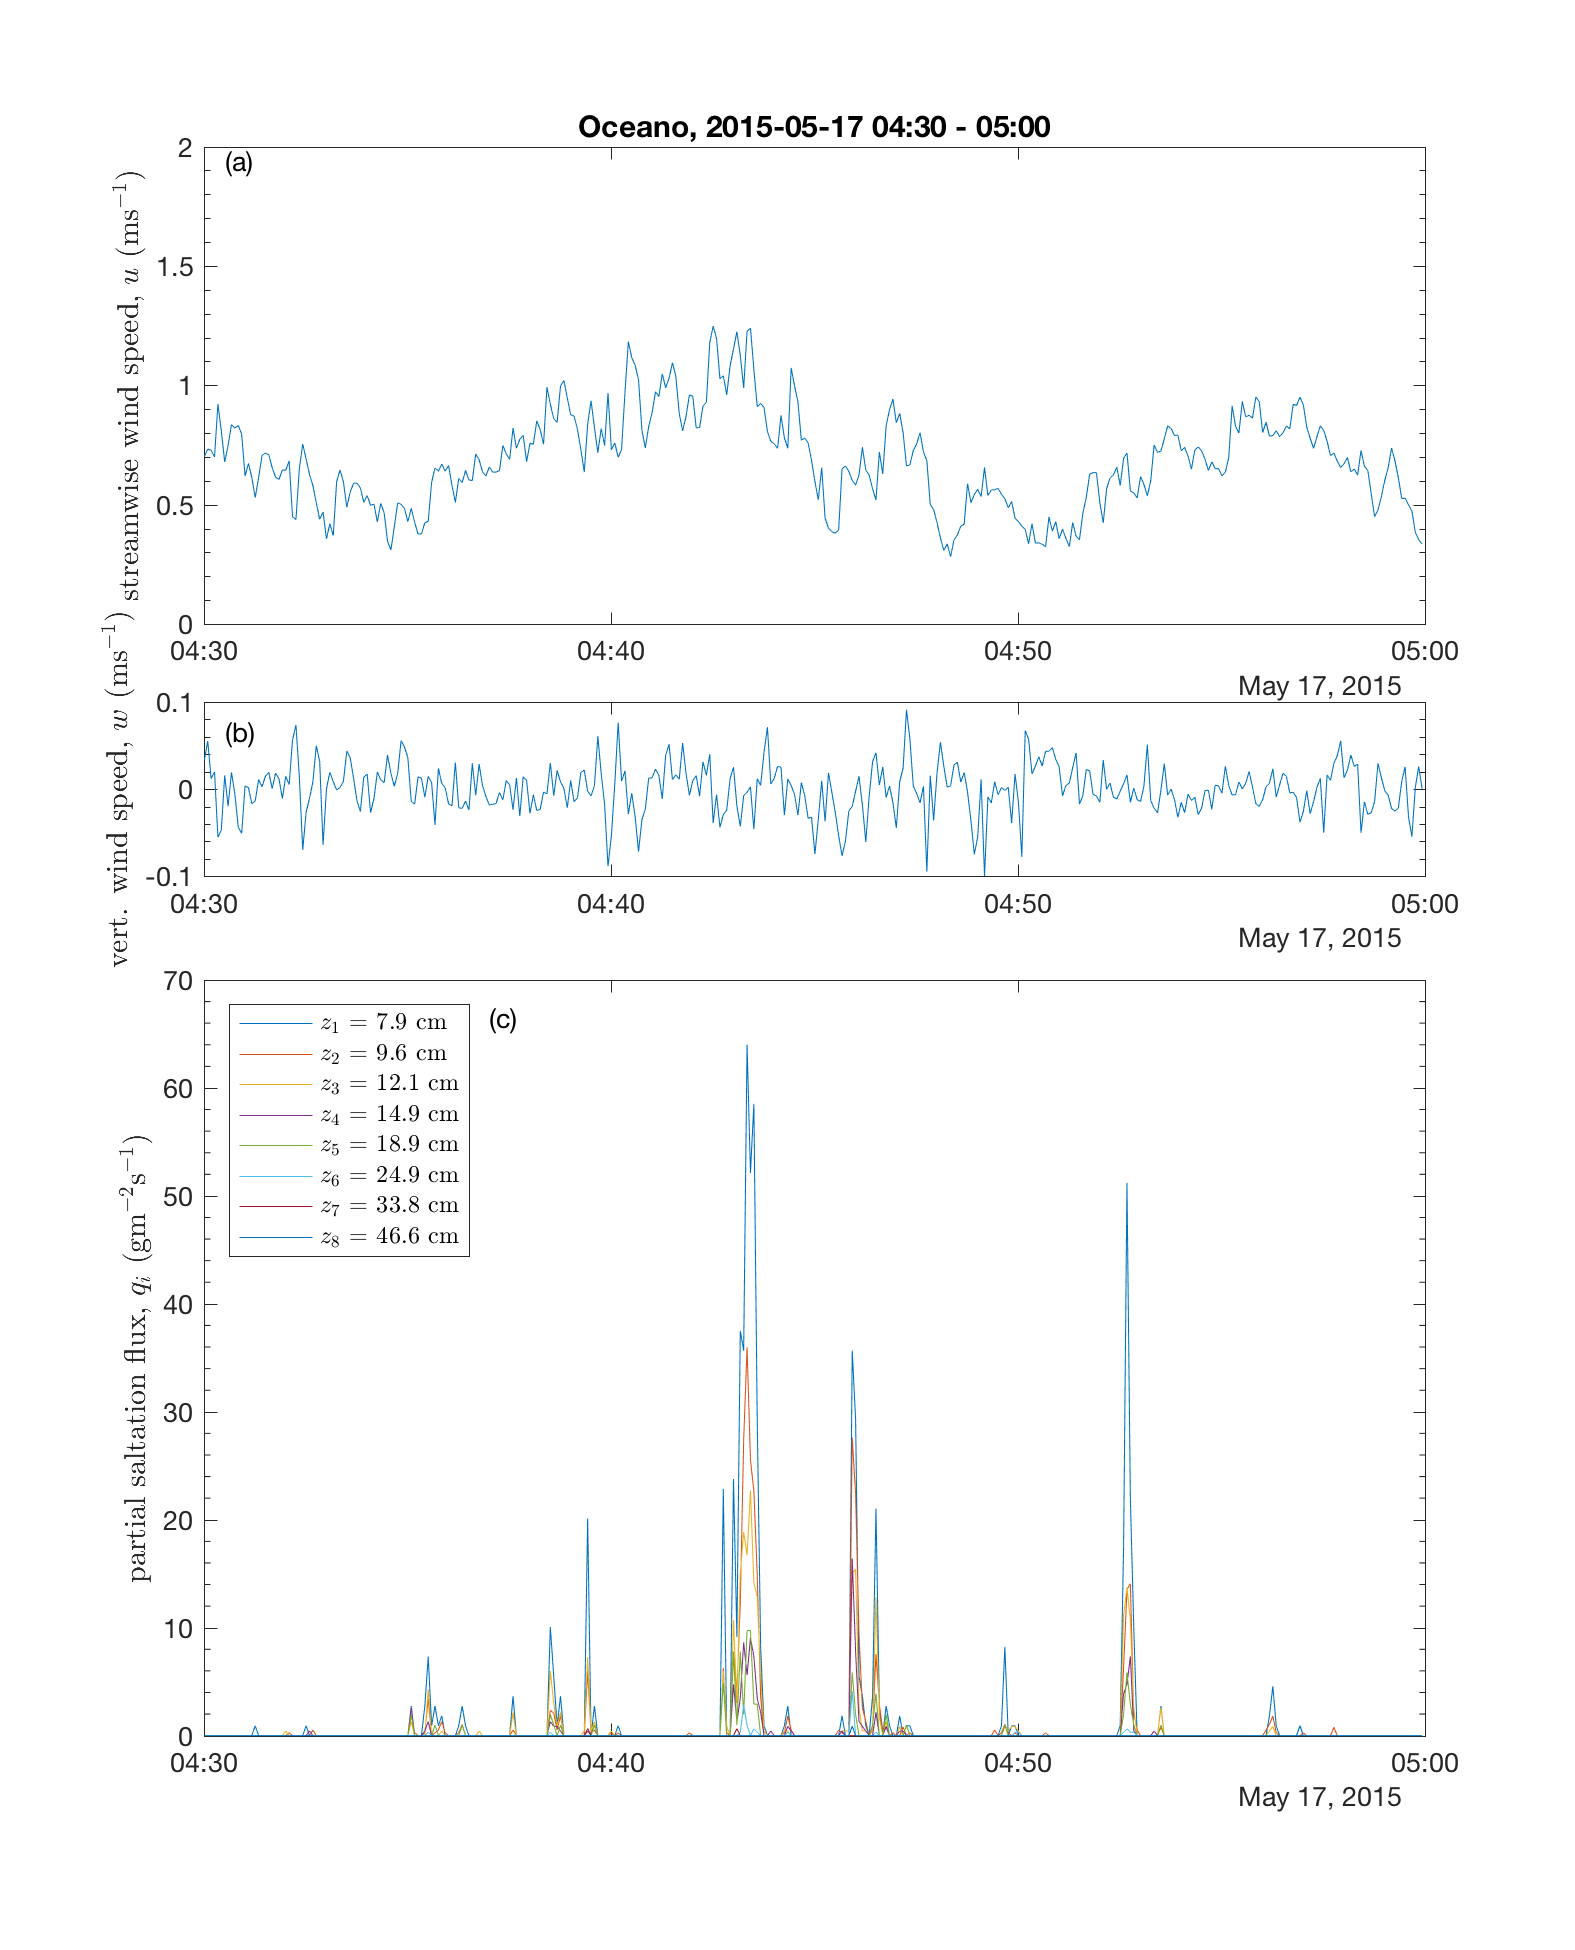 Oceano, 2015-05-17 04:30 - 05:00
(a)
streamwise wind speed, u (ms⁻¹)
2
1.5
1
0.5
0
04:30 04:40 04:50 05:00
May 17, 2015
(b)
vert. wind speed, w (ms⁻¹)
0.1
0
-0.1
04:30 04:40 04:50 05:00
May 17, 2015
(c)
partial saltation flux, qᵢ (gm⁻²s⁻¹)
70
60
50
40
30
20
10
0
z₁ = 7.9 cm
z₂ = 9.6 cm
z₃ = 12.1 cm
z₄ = 14.9 cm
z₅ = 18.9 cm
z₆ = 24.9 cm
z₇ = 33.8 cm
z₈ = 46.6 cm
04:30 04:40 04:50 05:00
May 17, 2015